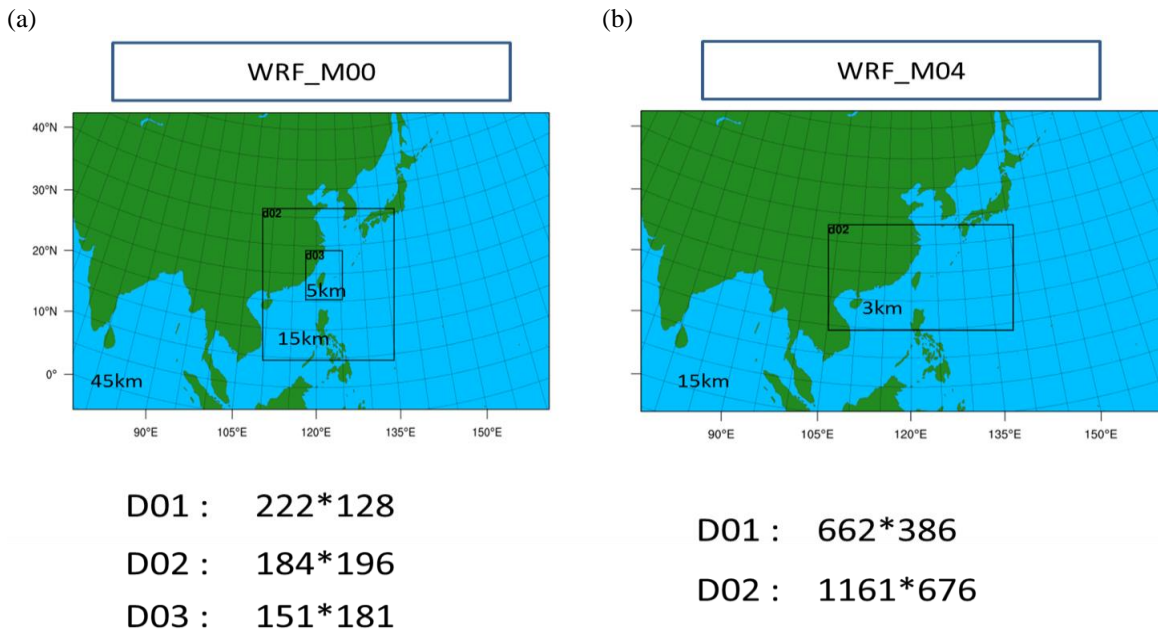 (a)
WRF_M00
40°N
30°N
20°N
10°N
0°
d02
d03
5km
15km
45km
90°E 105°E 120°E 135°E 150°E
D01 : 222*128
D02 : 184*196
D03 : 151*181
(b)
WRF_M04
d02
3km
15km
90°E 105°E 120°E 135°E 150°E
D01 : 662*386
D02 : 1161*676